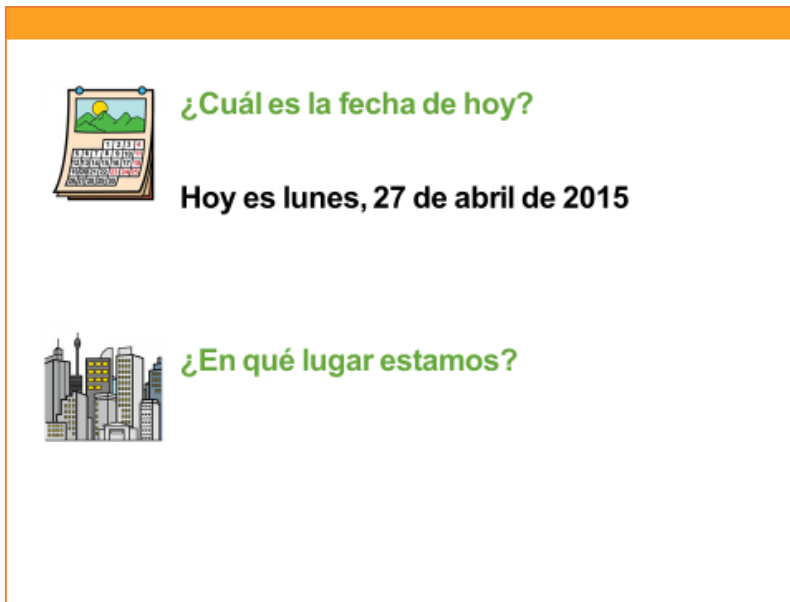 ¿Cuál es la fecha de hoy?
Hoy es lunes, 27 de abril de 2015
¿En qué lugar estamos?